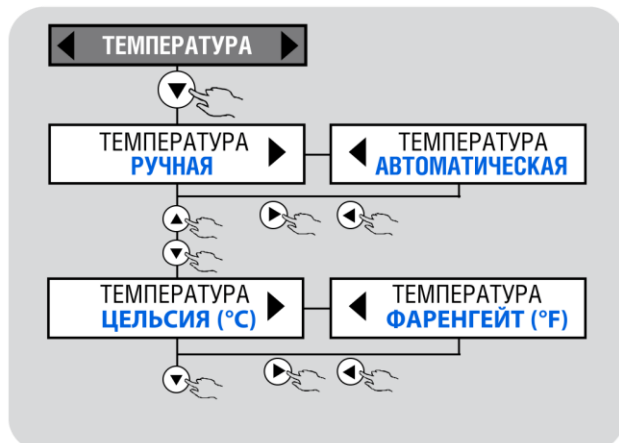 ТЕМПЕРАТУРА
ТЕМПЕРАТУРА
РУЧНАЯ
ТЕМПЕРАТУРА
АВТОМАТИЧЕСКАЯ
ТЕМПЕРАТУРА
ЦЕЛЬСИЯ (°C)
ТЕМПЕРАТУРА
ФАРЕНГЕЙТ (°F)